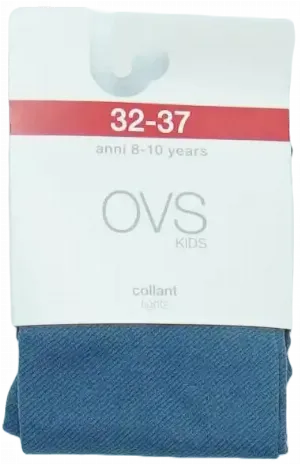 32-37
anni 8-10 years
OVS
KIDS
collant
tights